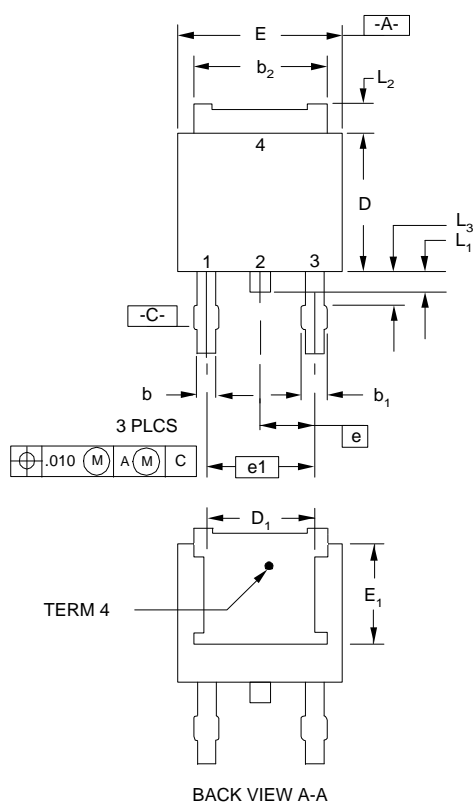 E
-A-
b2
L2
4
D
L3
L1
1 2 3
-C-
b
b1
3 PLCS
e
.010 M A M C
e1
D1
TERM 4
E1
BACK VIEW A-A